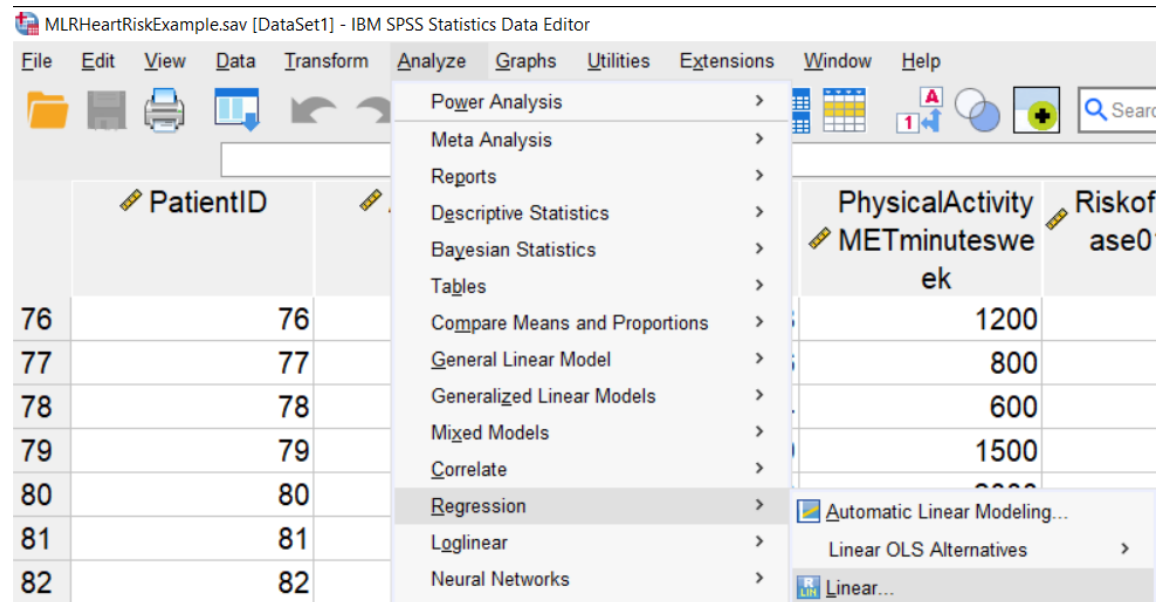 MLRHeartRiskExample.sav [DataSet1] - IBM SPSS Statistics Data Editor
File Edit View Data Transform Analyze Graphs Utilities Extensions Window Help
A
1
Searc
Power Analysis
Meta Analysis
Reports
Descriptive Statistics
Bayesian Statistics
Tables
Compare Means and Proportions
General Linear Model
Generalized Linear Models
Mixed Models
Correlate
Regression
Loglinear
Neural Networks
Automatic Linear Modeling...
Linear OLS Alternatives
Linear...
PatientID
PhysicalActivity
METminuteswe
ek
Riskof
ase0
76 76 1200
77 77 800
78 78 600
79 79 1500
80 80
81 81
82 82